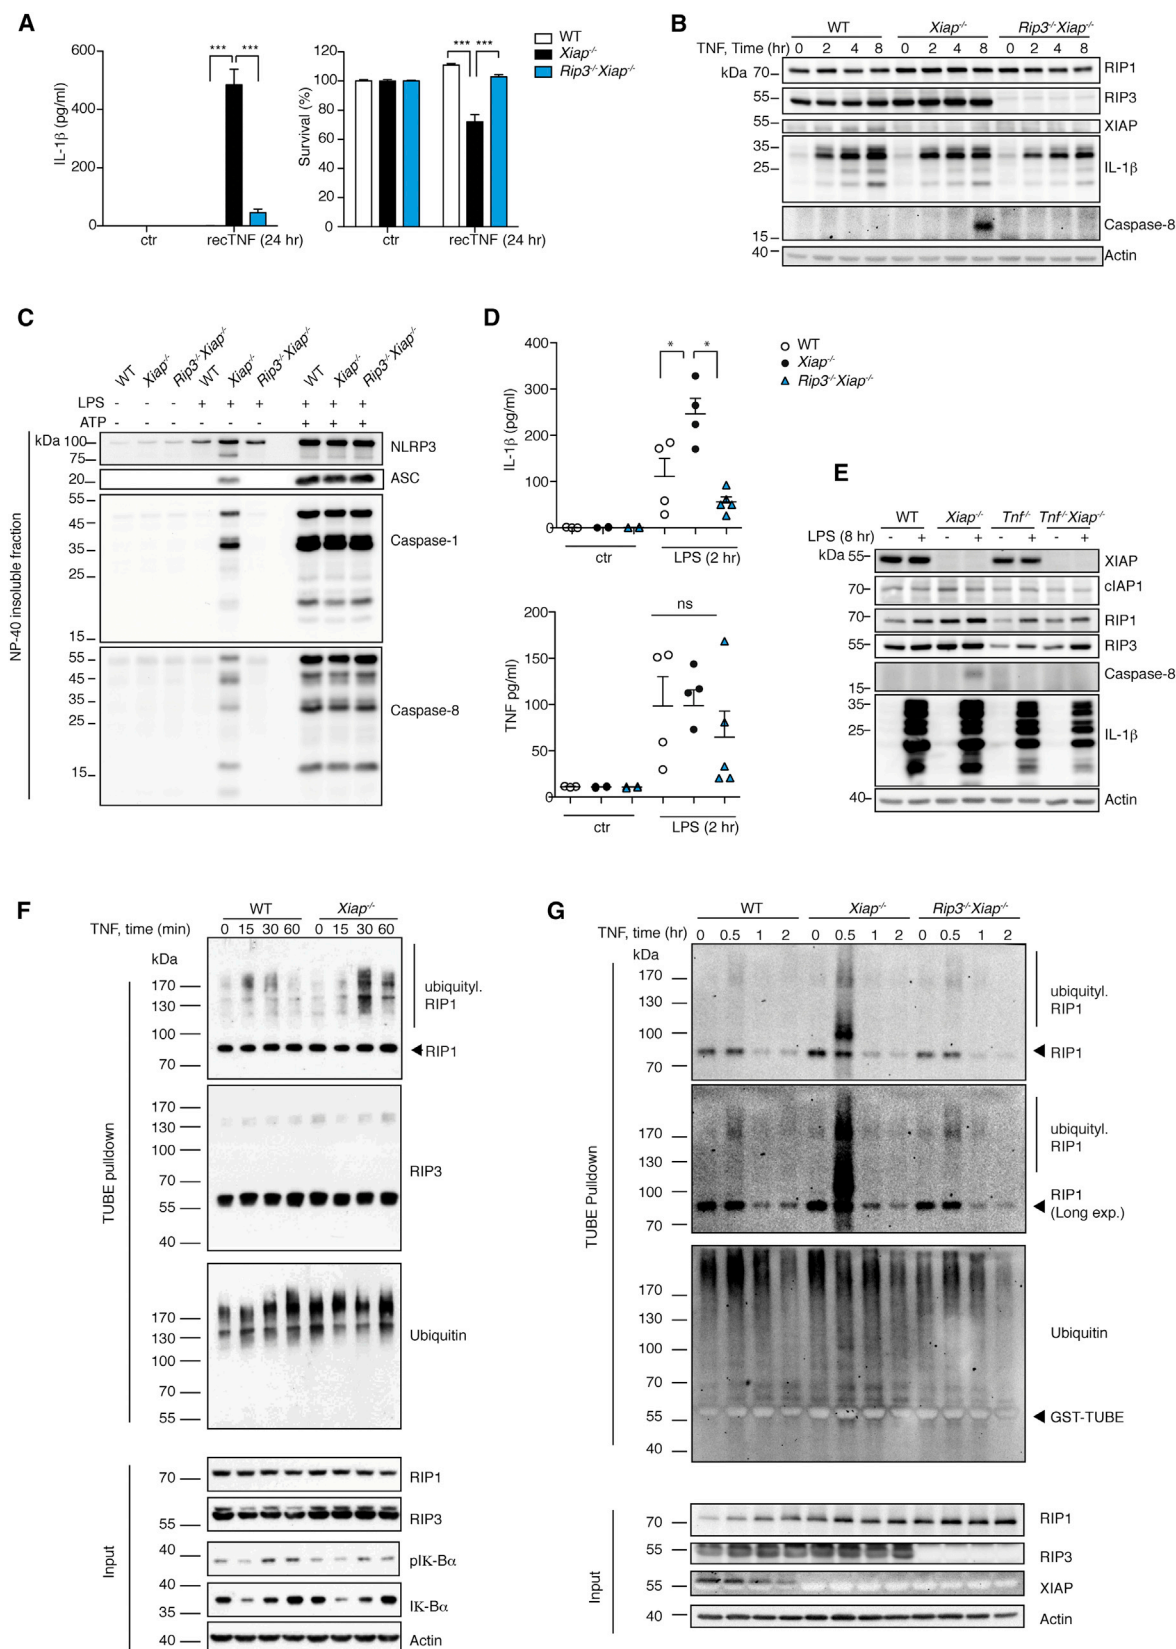 A
600
400
200
0
IL-1β (pg/ml)
*** ***
ctr
recTNF (24 hr)
120
100
80
60
40
20
0
Survival (%)
*** ***
ctr
recTNF (24 hr)
WT
Xiap-/-
Rip3-/-Xiap-/-
B
WT
Xiap-/-
Rip3-/-Xiap-/-
TNF, Time (hr) 0 2 4 8 0 2 4 8 0 2 4 8
kDa 70
RIP1
55
RIP3
55
XIAP
35
25
IL-1β
15
Caspase-8
40
Actin
C
WT
Xiap-/-
Rip3-/-Xiap-/-
WT
Xiap-/-
Rip3-/-Xiap-/-
WT
Xiap-/-
Rip3-/-Xiap-/-
LPS - - - + + + + + +
ATP + + +
NP-40 insoluble fraction
kDa 100
75
NLRP3
20
ASC
55
45
35
25
15
Caspase-1
55
45
35
25
15
Caspase-8
D
400
300
200
100
0
IL-1β (pg/ml)
* *
ctr
LPS (2 hr)
WT
Xiap-/-
Rip3-/-Xiap-/-
200
150
100
50
0
TNF pg/ml)
ns
ctr
LPS (2 hr)
E
WT
Xiap-/-
Tnf-/-
Tnf-/-Xiap-/-
LPS (8 hr) - + - + - + - +
kDa 55
XIAP
70
cIAP1
70
RIP1
55
RIP3
15
Caspase-8
35
25
IL-1β
40
Actin
F
WT
Xiap-/-
TNF, time (min) 0 15 30 60 0 15 30 60
kDa
TUBE pulldown
170
130
100
70
ubiquityl.
RIP1
RIP1
170
130
100
70
55
40
RIP3
170
130
100
70
55
Ubiquitin
Input
70
RIP1
55
RIP3
40
pIK-Bα
40
35
IK-Bα
40
Actin
G
WT
Xiap-/-
Rip3-/-Xiap-/-
TNF, time (hr) 0 0.5 1 2 0 0.5 1 2 0 0.5 1 2
kDa
TUBE Pulldown
170
130
100
70
ubiquityl.
RIP1
RIP1
170
130
100
70
ubiquityl.
RIP1
RIP1
(Long exp.)
170
130
100
70
55
40
Ubiquitin
GST-TUBE
Input
70
RIP1
55
RIP3
55
XIAP
40
Actin